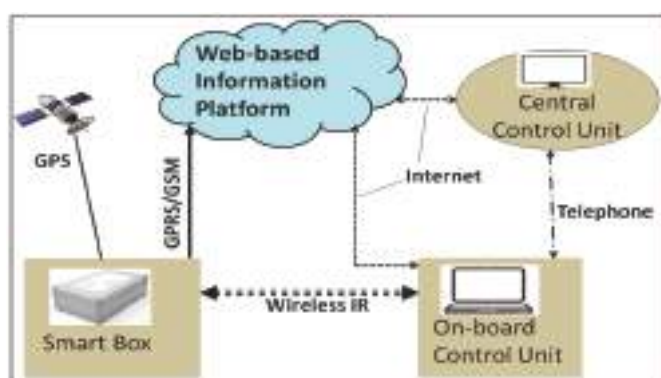 Web-based
Information
Platform
Central
Control Unit
GPS
GPRS/GSM
Internet
Telephone
Wireless IR
Smart Box
On-board
Control Unit